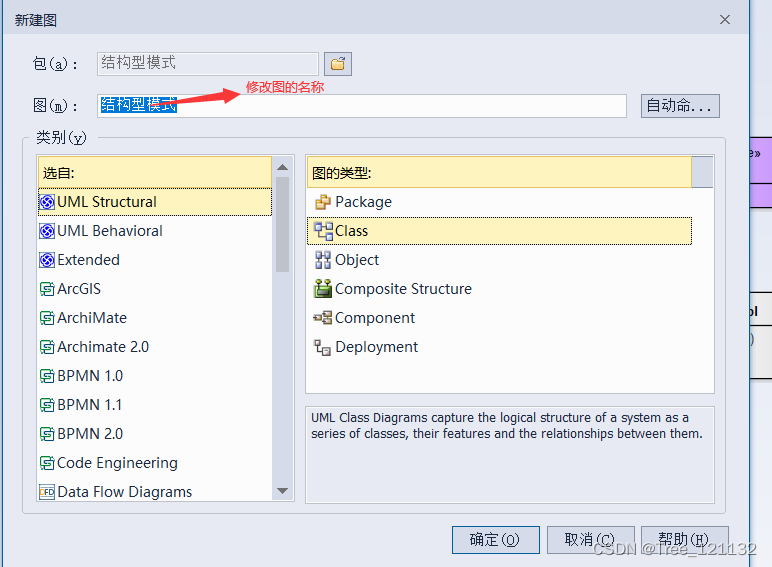 新建图
包(a)： 结构型模式
修改图的名称
图(m)： 结构型模式 自动命...
类别(y)
选自:
UML Structural
UML Behavioral
Extended
ArcGIS
ArchiMate
Archimate 2.0
BPMN 1.0
BPMN 1.1
BPMN 2.0
Code Engineering
Data Flow Diagrams
图的类型:
Package
Class
Object
Composite Structure
Component
Deployment
UML Class Diagrams capture the logical structure of a system as a
series of classes, their features and the relationships between them.
e»
ol
)
确定(O) 取消(C) 帮助(H)
CSDN @Tree_121132